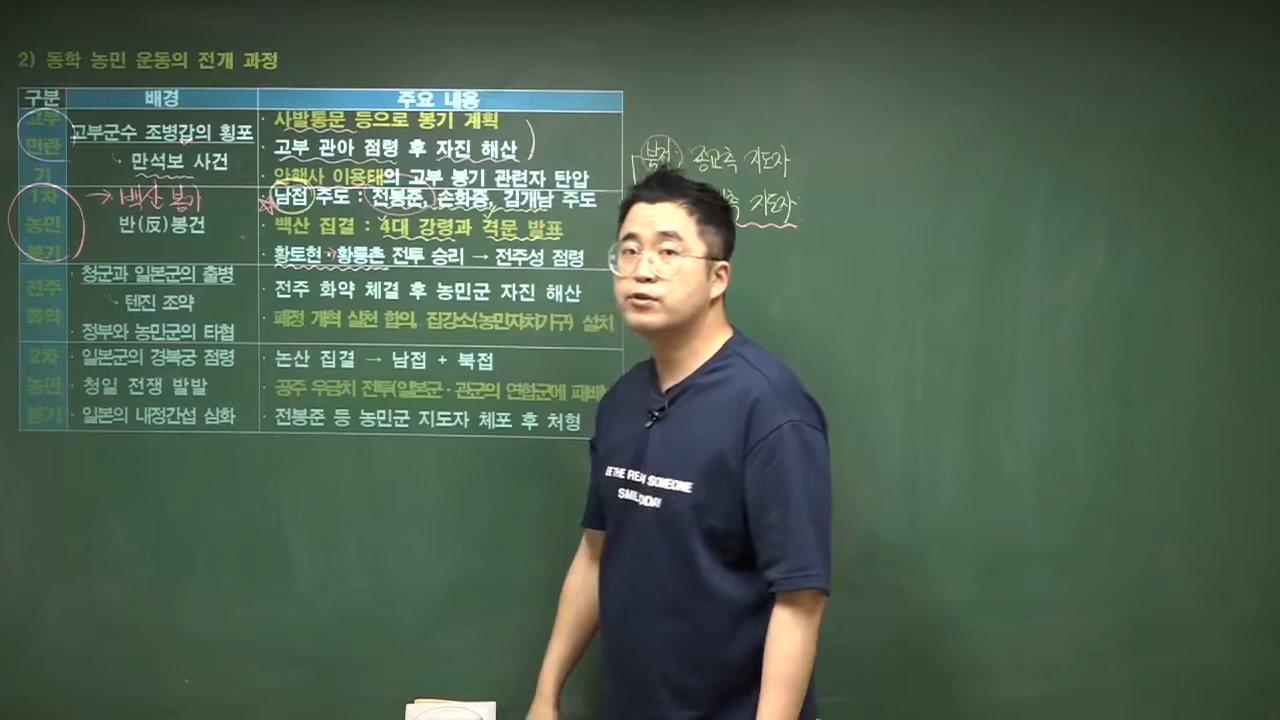 2) 동학 농민 운동의 전개 과정
구분 배경 주요 내용
고부 민란기
고부군수 조병갑의 횡포
만석보 사건
· 사발통문 등으로 봉기 계획
· 고부 관아 점령 후 자진 해산
· 안핵사 이용태의 고부 봉기 관련자 탄압
1차 농민 봉기
→ 백산 봉기
반(反)봉건
· 남접 주도 : 전봉준, 손화중, 김개남 주도
· 백산 집결 : 4대 강령과 격문 발표
· 황토현·황룡촌 전투 승리 → 전주성 점령
전주 화약
· 청군과 일본군의 출병
텐진 조약
· 정부와 농민군의 타협
· 전주 화약 체결 후 농민군 자진 해산
· 폐정 개혁 실천 합의, 집강소(농민자치기구) 설치
2차 농민 봉기
· 일본군의 경복궁 점령
· 청일 전쟁 발발
· 일본의 내정간섭 심화
· 논산 집결 → 남접 + 북접
· 공주 우금치 전투(일본군·관군의 연합군에 패배
· 전봉준 등 농민군 지도자 체포 후 처형
북접) 종교측 지도자
측 지도자
BE THE REAL SOMEONE